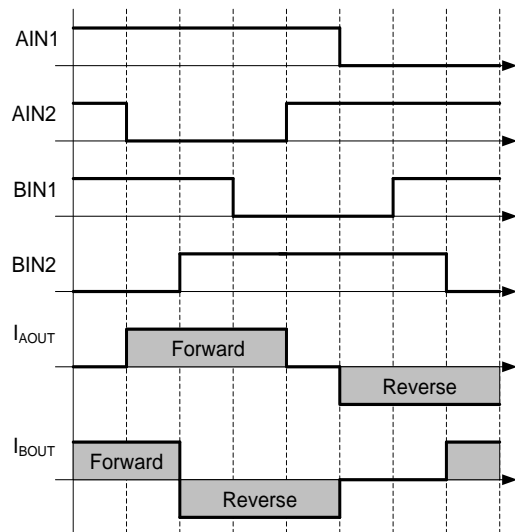 AIN1
AIN2
BIN1
BIN2
IAOUT
Forward
Reverse
IBOUT
Forward
Reverse